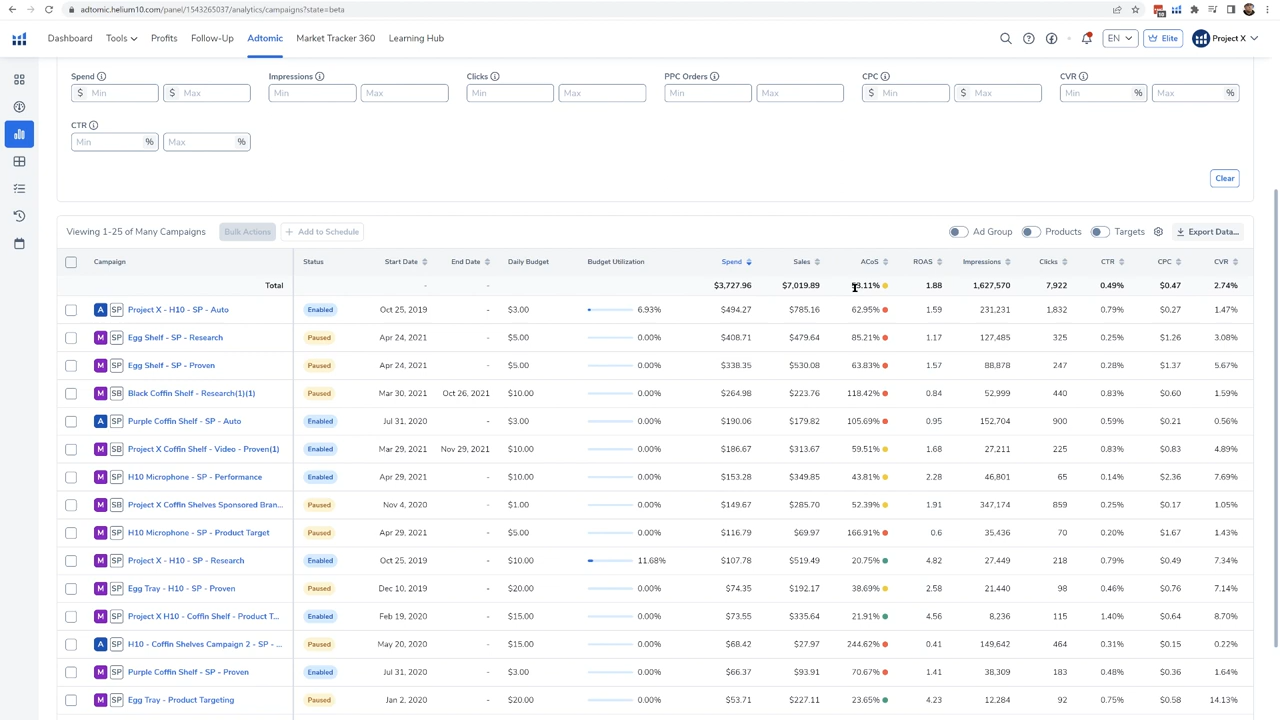 adtomic.helium10.com/panel/1543265037/analytics/campaigns?state=beta
Dashboard Tools Profits Follow-Up Adtomic Market Tracker 360 Learning Hub EN Elite Project X
Spend Impressions Clicks PPC Orders CPC CVR
$ Min $ Max Min Max Min Max Min Max $ Min $ Max Min % Max %
CTR
Min % Max %
Clear
Viewing 1-25 of Many Campaigns Bulk Actions + Add to Schedule Ad Group Products Targets Export Data...
Campaign Status Start Date End Date Daily Budget Budget Utilization Spend Sales ACoS ROAS Impressions Clicks CTR CPC CVR
Total - - $3,727.96 $7,019.89 3.11% 1.88 1,627,570 7,922 0.49% $0.47 2.74%
A SP Project X - H10 - SP - Auto Enabled Oct 25, 2019 - $3.00 6.93% $494.27 $785.16 62.95% 1.59 231,231 1,832 0.79% $0.27 1.47%
M SP Egg Shelf - SP - Research Paused Apr 24, 2021 - $5.00 0.00% $408.71 $479.64 85.21% 1.17 127,485 325 0.25% $1.26 3.08%
M SP Egg Shelf - SP - Proven Paused Apr 24, 2021 - $5.00 0.00% $338.35 $530.08 63.83% 1.57 88,878 247 0.28% $1.37 5.67%
M SB Black Coffin Shelf - Research(1)(1) Paused Mar 30, 2021 Oct 26, 2021 $10.00 0.00% $264.98 $223.76 118.42% 0.84 52,999 440 0.83% $0.60 1.59%
A SP Purple Coffin Shelf - SP - Auto Enabled Jul 31, 2020 - $3.00 0.00% $190.06 $179.82 105.69% 0.95 152,704 900 0.59% $0.21 0.56%
M SB Project X Coffin Shelf - Video - Proven(1) Enabled Mar 29, 2021 Nov 29, 2021 $10.00 0.00% $186.67 $313.67 59.51% 1.68 27,211 225 0.83% $0.83 4.89%
M SP H10 Microphone - SP - Performance Enabled Apr 29, 2021 - $10.00 0.00% $153.28 $349.85 43.81% 2.28 46,801 65 0.14% $2.36 7.69%
M SB Project X Coffin Shelves Sponsored Bran... Paused Nov 4, 2020 - $1.00 0.00% $149.67 $285.70 52.39% 1.91 347,174 859 0.25% $0.17 1.05%
M SP H10 Microphone - SP - Product Target Paused Apr 29, 2021 - $5.00 0.00% $116.79 $69.97 166.91% 0.6 35,436 70 0.20% $1.67 1.43%
M SP Project X - H10 - SP - Research Enabled Oct 25, 2019 - $10.00 11.68% $107.78 $519.49 20.75% 4.82 27,449 218 0.79% $0.49 7.34%
M SP Egg Tray - H10 - SP - Proven Paused Dec 10, 2019 - $20.00 0.00% $74.35 $192.17 38.69% 2.58 21,440 98 0.46% $0.76 7.14%
M SP Project X H10 - Coffin Shelf - Product T... Enabled Feb 19, 2020 - $15.00 0.00% $73.55 $335.64 21.91% 4.56 8,236 115 1.40% $0.64 8.70%
A SP H10 - Coffin Shelves Campaign 2 - SP - ... Paused May 20, 2020 - $15.00 0.00% $68.42 $27.97 244.62% 0.41 149,642 464 0.31% $0.15 0.22%
M SP Purple Coffin Shelf - SP - Proven Enabled Jul 31, 2020 - $3.00 0.00% $66.37 $93.91 70.67% 1.41 38,309 183 0.48% $0.36 1.64%
M SP Egg Tray - Product Targeting Paused Jan 2, 2020 - $20.00 0.00% $53.71 $227.11 23.65% 4.23 12,284 92 0.75% $0.58 14.13%